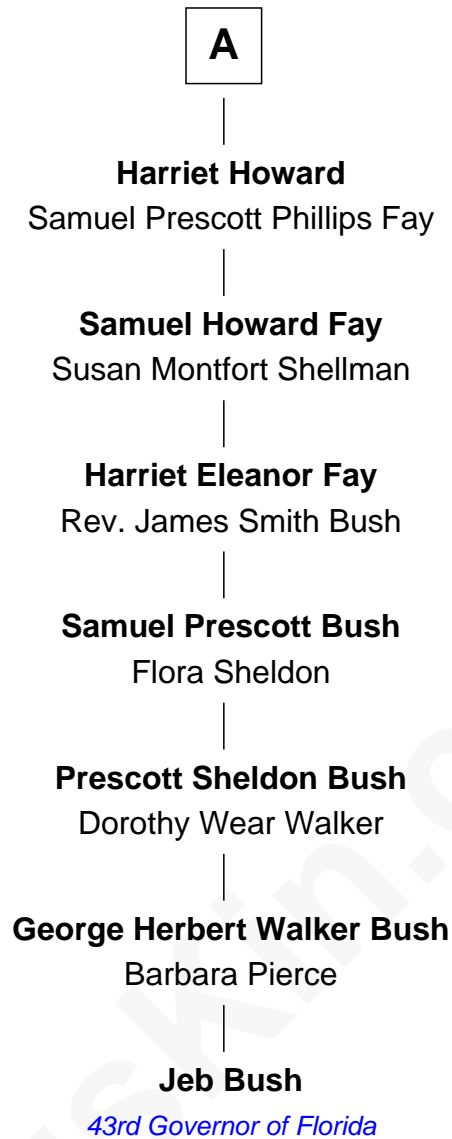 A
Harriet Howard
Samuel Prescott Phillips Fay
Samuel Howard Fay
Susan Montfort Shellman
Harriet Eleanor Fay
Rev. James Smith Bush
Samuel Prescott Bush
Flora Sheldon
Prescott Sheldon Bush
Dorothy Wear Walker
George Herbert Walker Bush
Barbara Pierce
Jeb Bush
43rd Governor of Florida